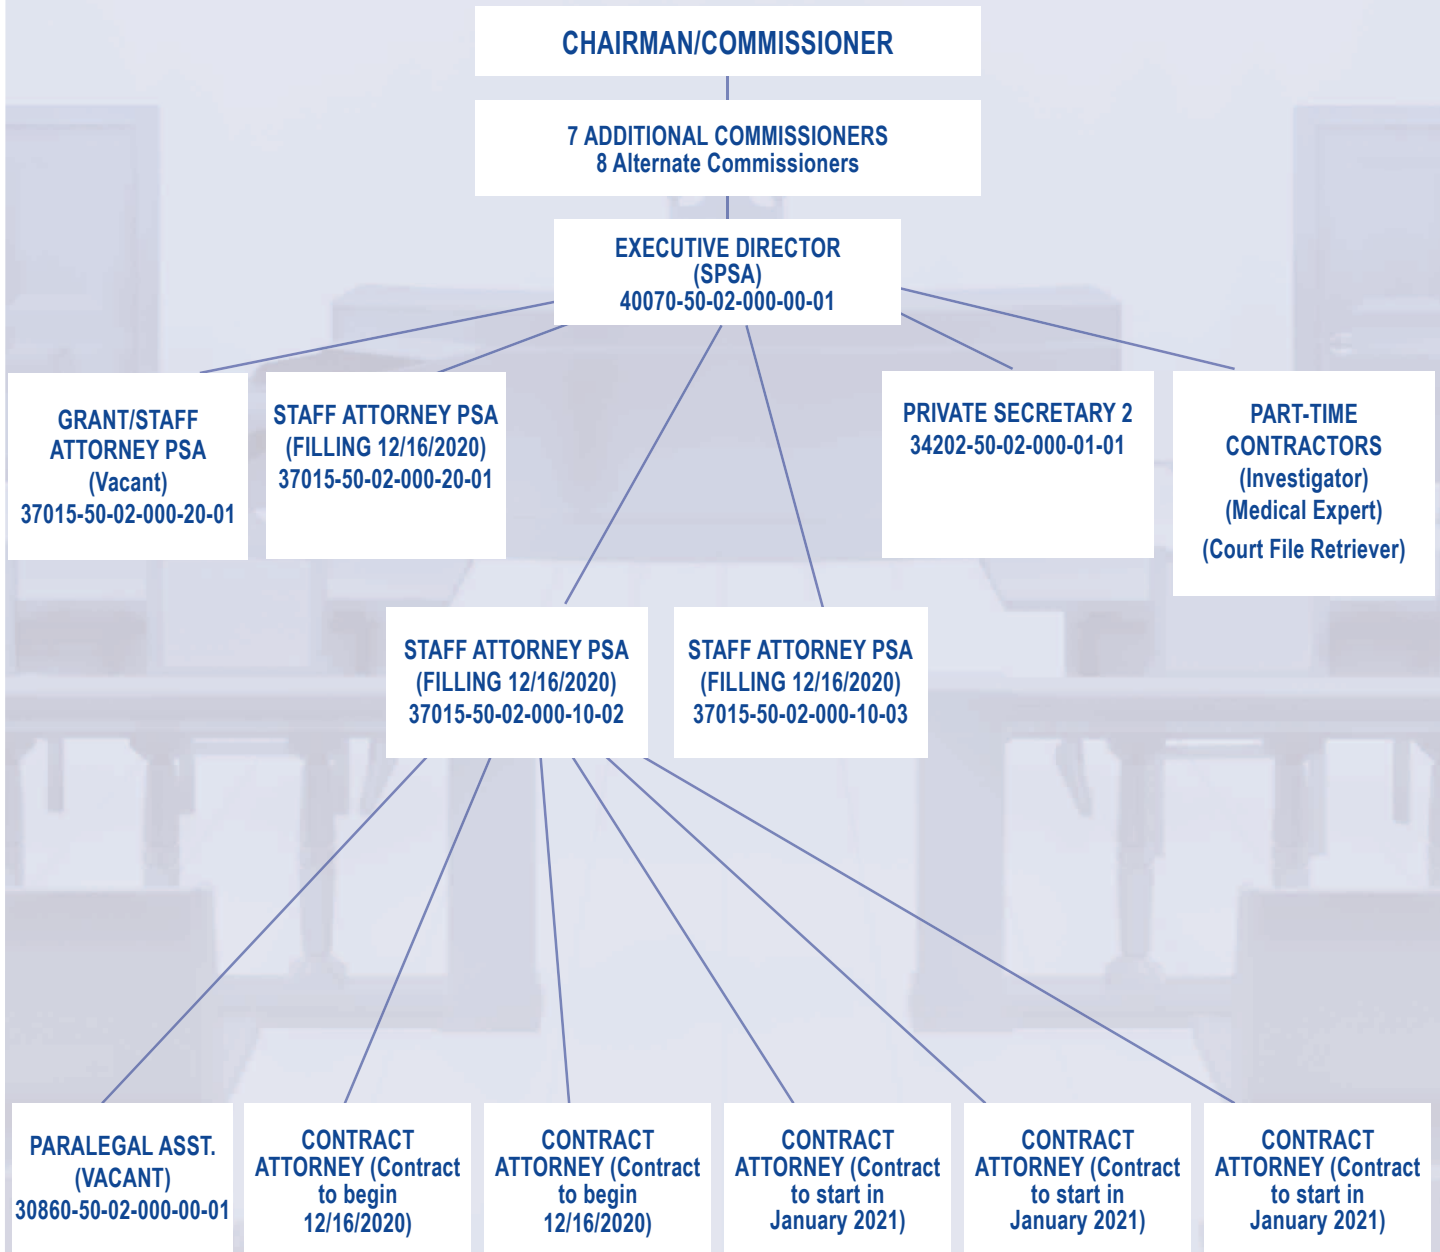 CHAIRMAN/COMMISSIONER
7 ADDITIONAL COMMISSIONERS
8 Alternate Commissioners
EXECUTIVE DIRECTOR
(SPSA)
40070-50-02-000-00-01
GRANT/STAFF
ATTORNEY PSA
(Vacant)
37015-50-02-000-20-01
STAFF ATTORNEY PSA
(FILLING 12/16/2020)
37015-50-02-000-20-01
PRIVATE SECRETARY 2
34202-50-02-000-01-01
PART-TIME
CONTRACTORS
(Investigator)
(Medical Expert)
(Court File Retriever)
STAFF ATTORNEY PSA
(FILLING 12/16/2020)
37015-50-02-000-10-02
STAFF ATTORNEY PSA
(FILLING 12/16/2020)
37015-50-02-000-10-03
PARALEGAL ASST.
(VACANT)
30860-50-02-000-00-01
CONTRACT
ATTORNEY (Contract
to begin
12/16/2020)
CONTRACT
ATTORNEY (Contract
to begin
12/16/2020)
CONTRACT
ATTORNEY (Contract
to start in
January 2021)
CONTRACT
ATTORNEY (Contract
to start in
January 2021)
CONTRACT
ATTORNEY (Contract
to start in
January 2021)